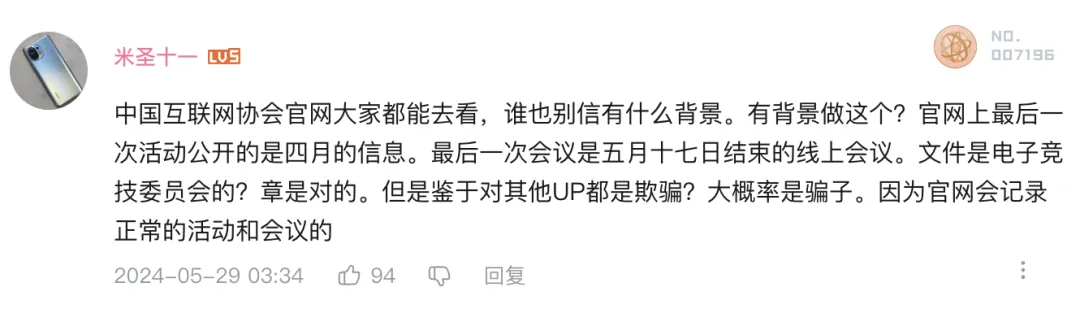 米圣十一 LV5
NO.
007196
中国互联网协会官网大家都能去看，谁也别信有什么背景。有背景做这个？官网上最后一
次活动公开的是四月的信息。最后一次会议是五月十七日结束的线上会议。文件是电子竞
技委员会的？章是对的。但是鉴于对其他UP都是欺骗？大概率是骗子。因为官网会记录
正常的活动和会议的
2024-05-29 03:34 94 回复